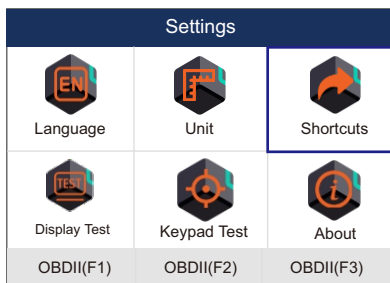 Settings
EN
Language
Unit
Shortcuts
TEST
Display Test
Keypad Test
i
About
OBDII(F1)
OBDII(F2)
OBDII(F3)